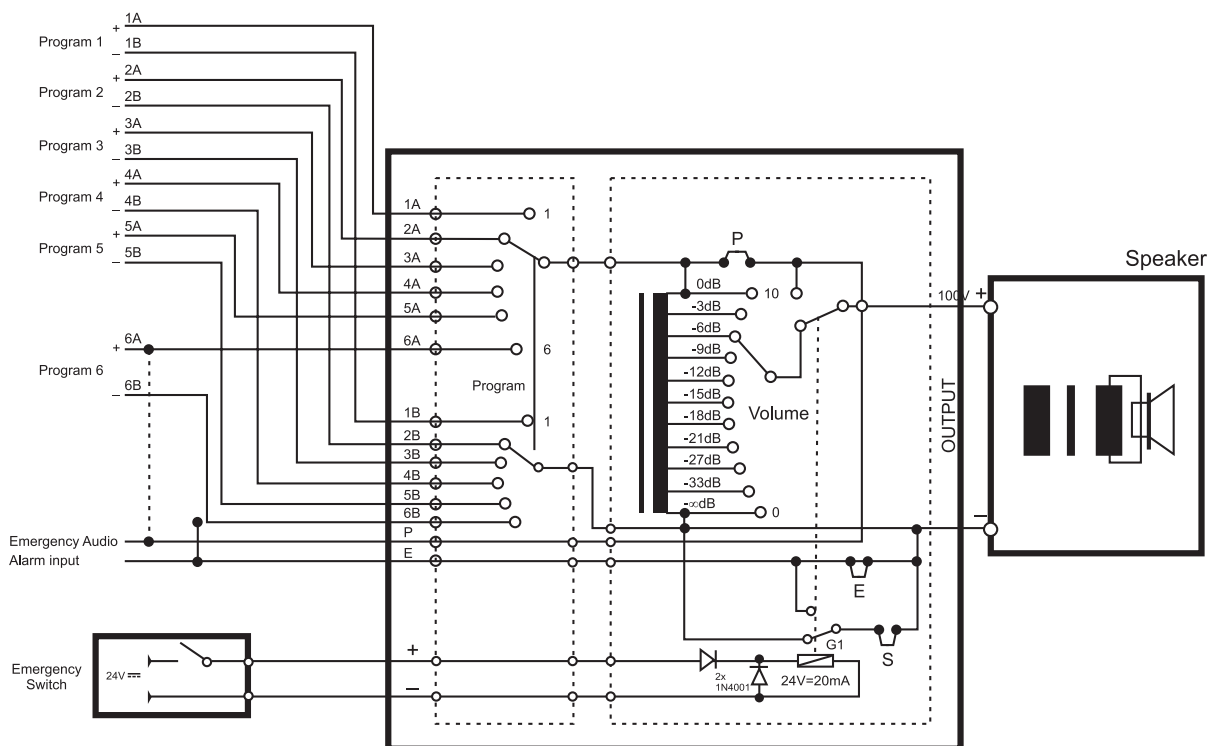 Program 1
+ 1A
– 1B
Program 2
+ 2A
– 2B
Program 3
+ 3A
– 3B
Program 4
+ 4A
– 4B
Program 5
+ 5A
– 5B
Program 6
+ 6A
– 6B
Emergency Audio
Alarm input
Emergency
Switch
24V
1A
1
2A
3A
4A
5A
6A
6
Program
1B
1
2B
3B
4B
5B
6B
P
E
+
–
P
0dB
10
-3dB
-6dB
-9dB
-12dB
-15dB
-18dB
-21dB
-27dB
-33dB
-∞dB
0
Volume
E
G1
S
2x
1N4001
24V=20mA
OUTPUT
100V
+
–
Speaker